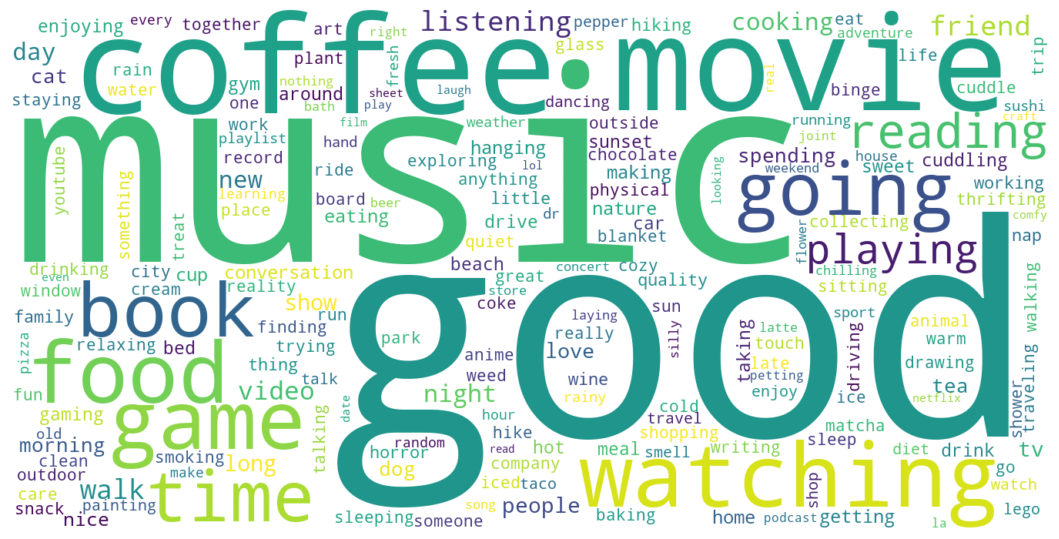 enjoying every together art right pepper hiking cooking eat adventure friend trip
day coffee movie listening glass life
cat rain water gym plant nothing bath fresh sheet play laugh dancing real binge cuddle sushi craft
staying one around
music work playlist record new learning place hand film ride board eating beer weather lol hanging exploring anything little drive dr outside sunset chocolate making physical nature car blanket looking running joint reading
youtube something treat quiet spending weekend house cuddling sweet working thrifting
going collecting comfy flower nap
drinking even window city cream cup conversation reality beach great store concert cozy coke quality playing chilling sitting walking
family book show run finding sun sport
good park anime really laying love silly taking latte touch late petting enjoy animal warm drawing netflix
pizza relaxing bed trying thing talk weed wine rainy driving ice tea
food fun video night date hour cold travel shower traveling
gaming game talking random horror dog hike read hot meal shopping smell writing matcha sleep diet drink tv
old morning clean smoking make long company iced taco
outdoor care walk painting time watching shop go watch
snack nice sleeping someone song people baking home podcast getting la lego